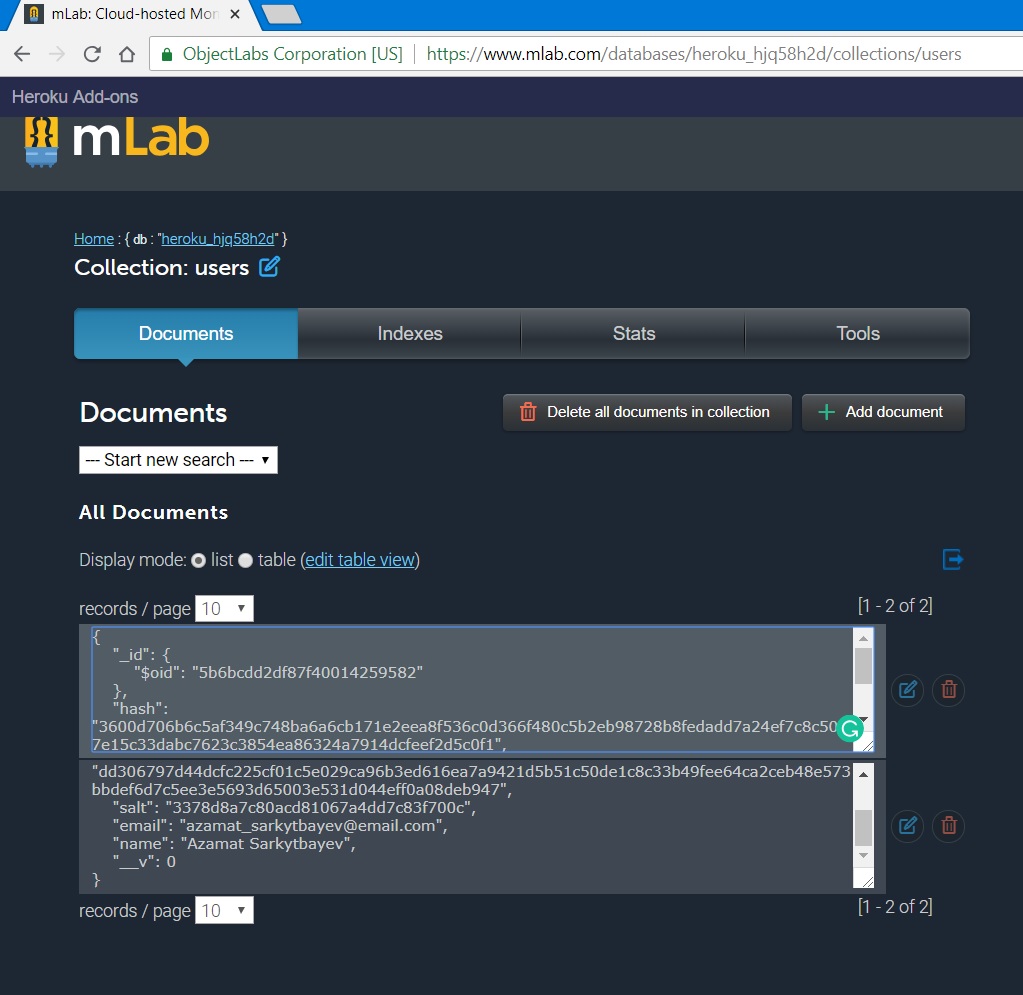 mLab: Cloud-hosted Mon
ObjectLabs Corporation [US] https://www.mlab.com/databases/heroku_hjq58h2d/collections/users
Heroku Add-ons
mLab
Home : { db : "heroku_hjq58h2d" }
Collection: users
Documents Indexes Stats Tools
Documents Delete all documents in collection Add document
--- Start new search ---
All Documents
Display mode: list table (edit table view)
records / page 10 [1 - 2 of 2]
{
"_id": {
"$oid": "5b6bcdd2df87f40014259582"
},
"hash":
"3600d706b6c5af349c748ba6a6cb171e2eea8f536c0d366f480c5b2eb98728b8fedadd7a24ef7c8c50
7e15c33dabc7623c3854ea86324a7914dcfeef2d5c0f1",
"dd306797d44dcfc225cf01c5e029ca96b3ed616ea7a9421d5b51c50de1c8c33b49fee64ca2ceb48e573
bbdef6d7c5ee3e5693d65003e531d044eff0a08deb947",
"salt": "3378d8a7c80acd81067a4dd7c83f700c",
"email": "azamat_sarkytbayev@email.com",
"name": "Azamat Sarkytbayev",
"__v": 0
}
records / page 10 [1 - 2 of 2]